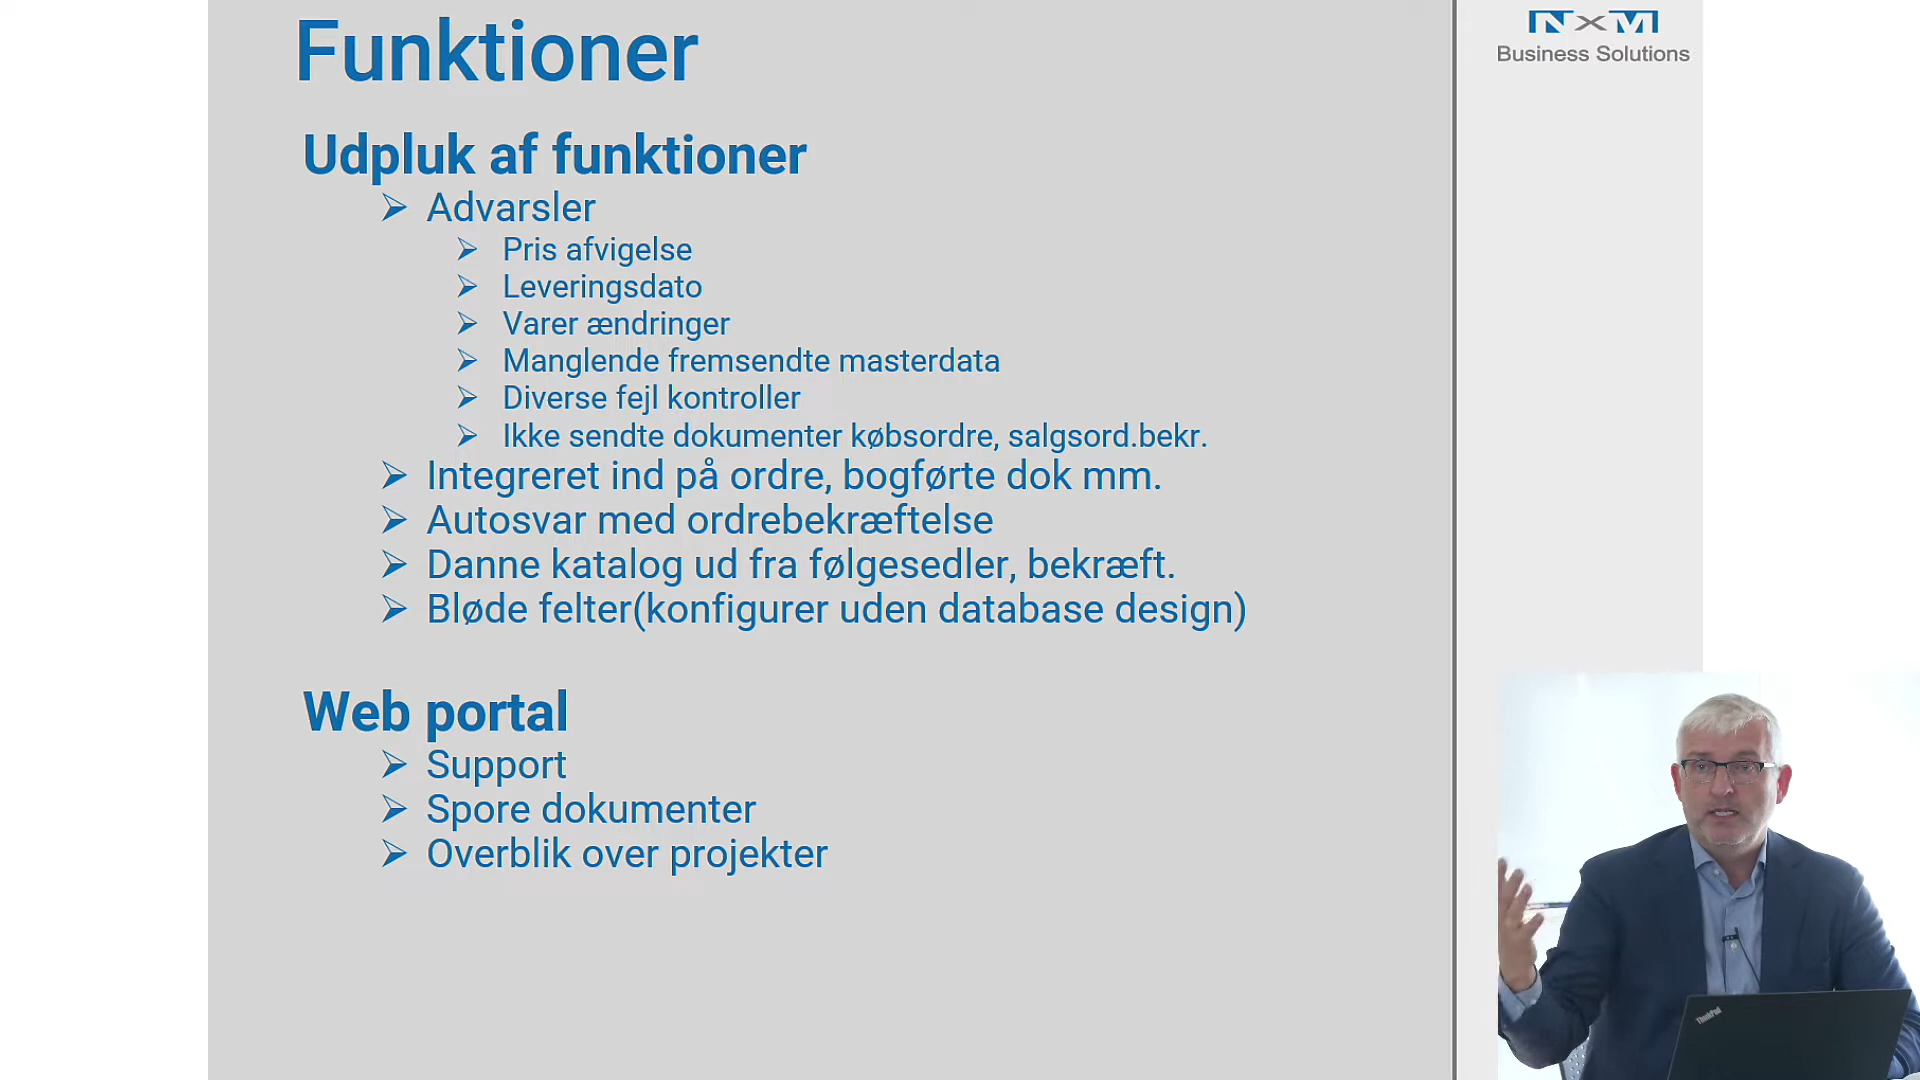 Funktioner
NxM
Business Solutions
Udpluk af funktioner
Advarsler
Pris afvigelse
Leveringsdato
Varer ændringer
Manglende fremsendte masterdata
Diverse fejl kontroller
Ikke sendte dokumenter købsordre, salgsord.bekr.
Integreret ind på ordre, bogførte dok mm.
Autosvar med ordrebekræftelse
Danne katalog ud fra følgesedler, bekræft.
Bløde felter(konfigurer uden database design)
Web portal
Support
Spore dokumenter
Overblik over projekter
ThinkPad